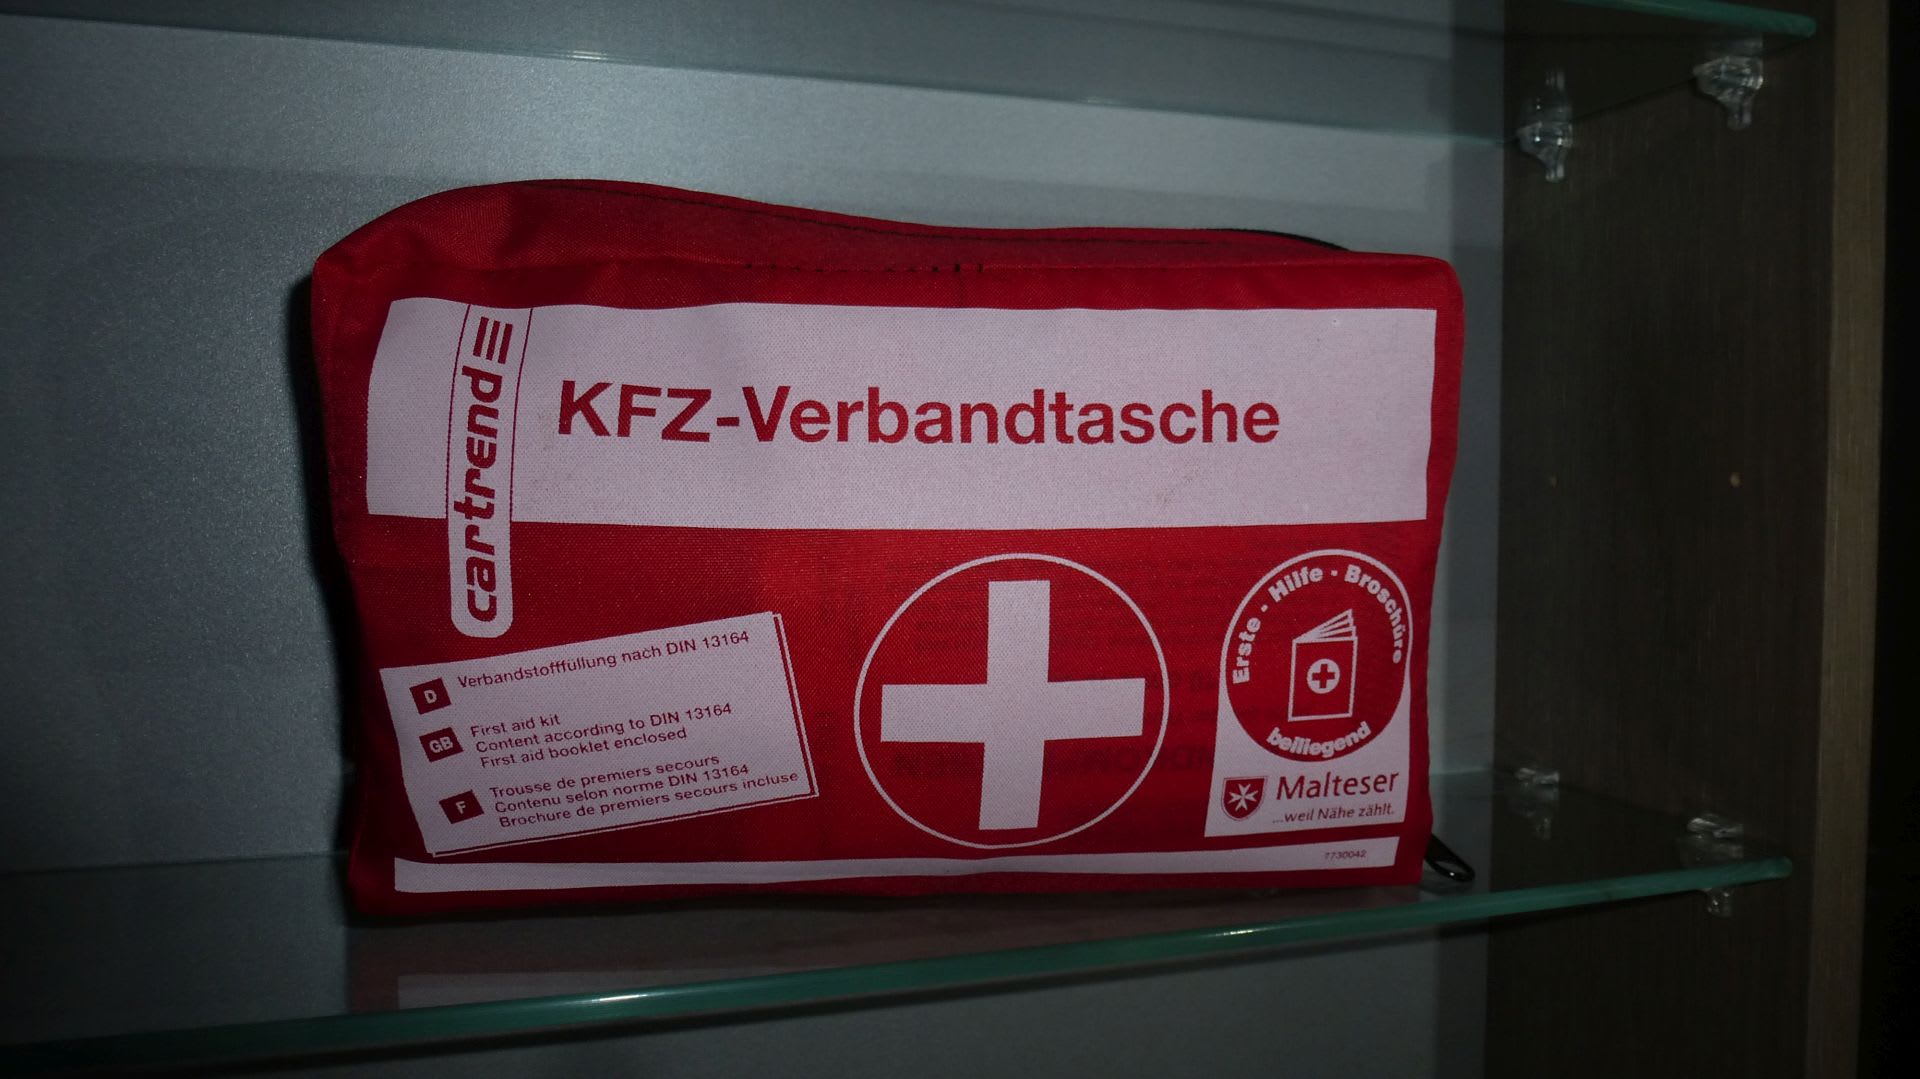 cartrend
KFZ-Verbandtasche
D
Verbandstofffüllung nach DIN 13164
GB
First aid kit
Content according to DIN 13164
First aid booklet enclosed
F
Trousse de premiers secours
Contenu selon norme DIN 13164
Brochure de premiers secours incluse
Erste - Hilfe - Broschüre
beiliegend
Malteser
...weil Nähe zählt.
7730042